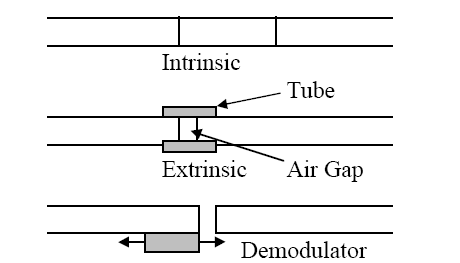 Intrinsic
Tube
Extrinsic
Air Gap
Demodulator